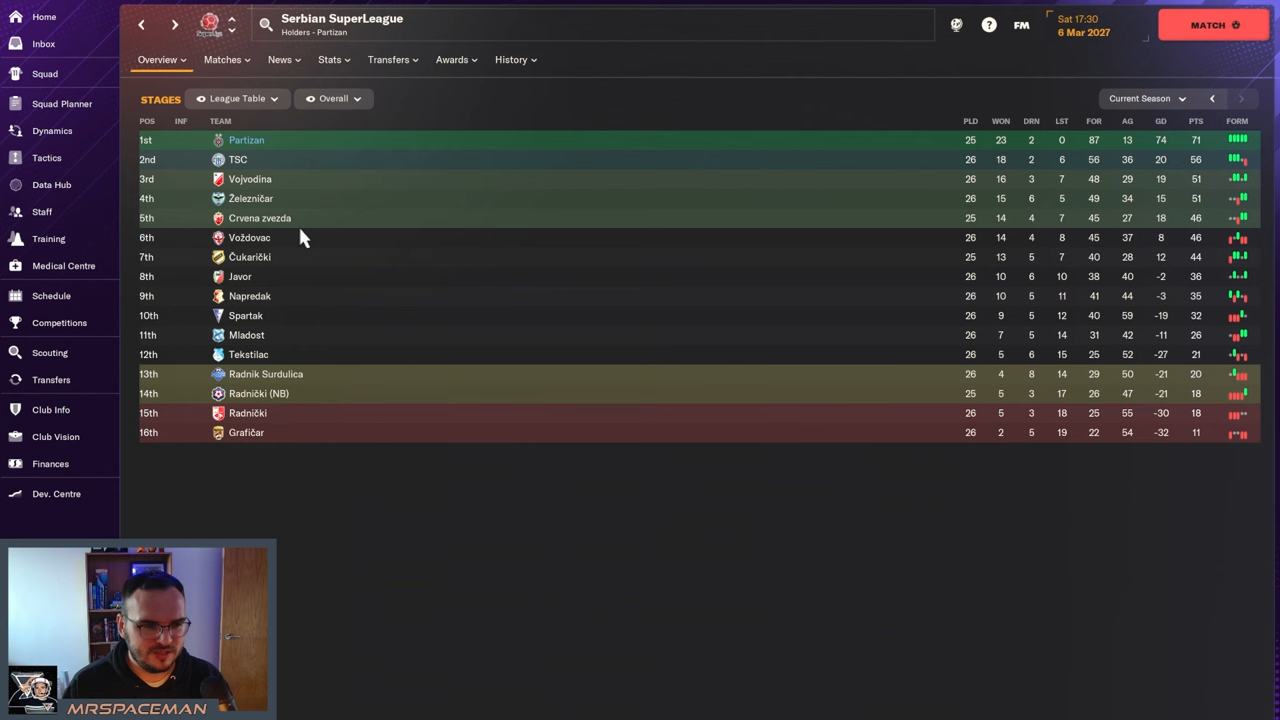 Home
Inbox
Squad
Squad Planner
Dynamics
Tactics
Data Hub
Staff
Training
Medical Centre
Schedule
Competitions
Scouting
Transfers
Club Info
Club Vision
Finances
Dev. Centre
Serbian SuperLeague
Holders - Partizan
FM
Sat 17:30
6 Mar 2027
MATCH
Overview Matches News Stats Transfers Awards History
STAGES League Table Overall Current Season
POS INF TEAM PLD WON DRN LST FOR AG GD PTS FORM
1st Partizan 25 23 2 0 87 13 74 71
2nd TSC 26 18 2 6 56 36 20 56
3rd Vojvodina 26 16 3 7 48 29 19 51
4th Železničar 26 15 6 5 49 34 15 51
5th Crvena zvezda 25 14 4 7 45 27 18 46
6th Voždovac 26 14 4 8 45 37 8 46
7th Čukarički 25 13 5 7 40 28 12 44
8th Javor 26 10 6 10 38 40 -2 36
9th Napredak 26 10 5 11 41 44 -3 35
10th Spartak 26 9 5 12 40 59 -19 32
11th Mladost 26 7 5 14 31 42 -11 26
12th Tekstilac 26 5 6 15 25 52 -27 21
13th Radnik Surdulica 26 4 8 14 29 50 -21 20
14th Radnički (NB) 25 5 3 17 26 47 -21 18
15th Radnički 26 5 3 18 25 55 -30 18
16th Grafičar 26 2 5 19 22 54 -32 11
MRSPACEMAN